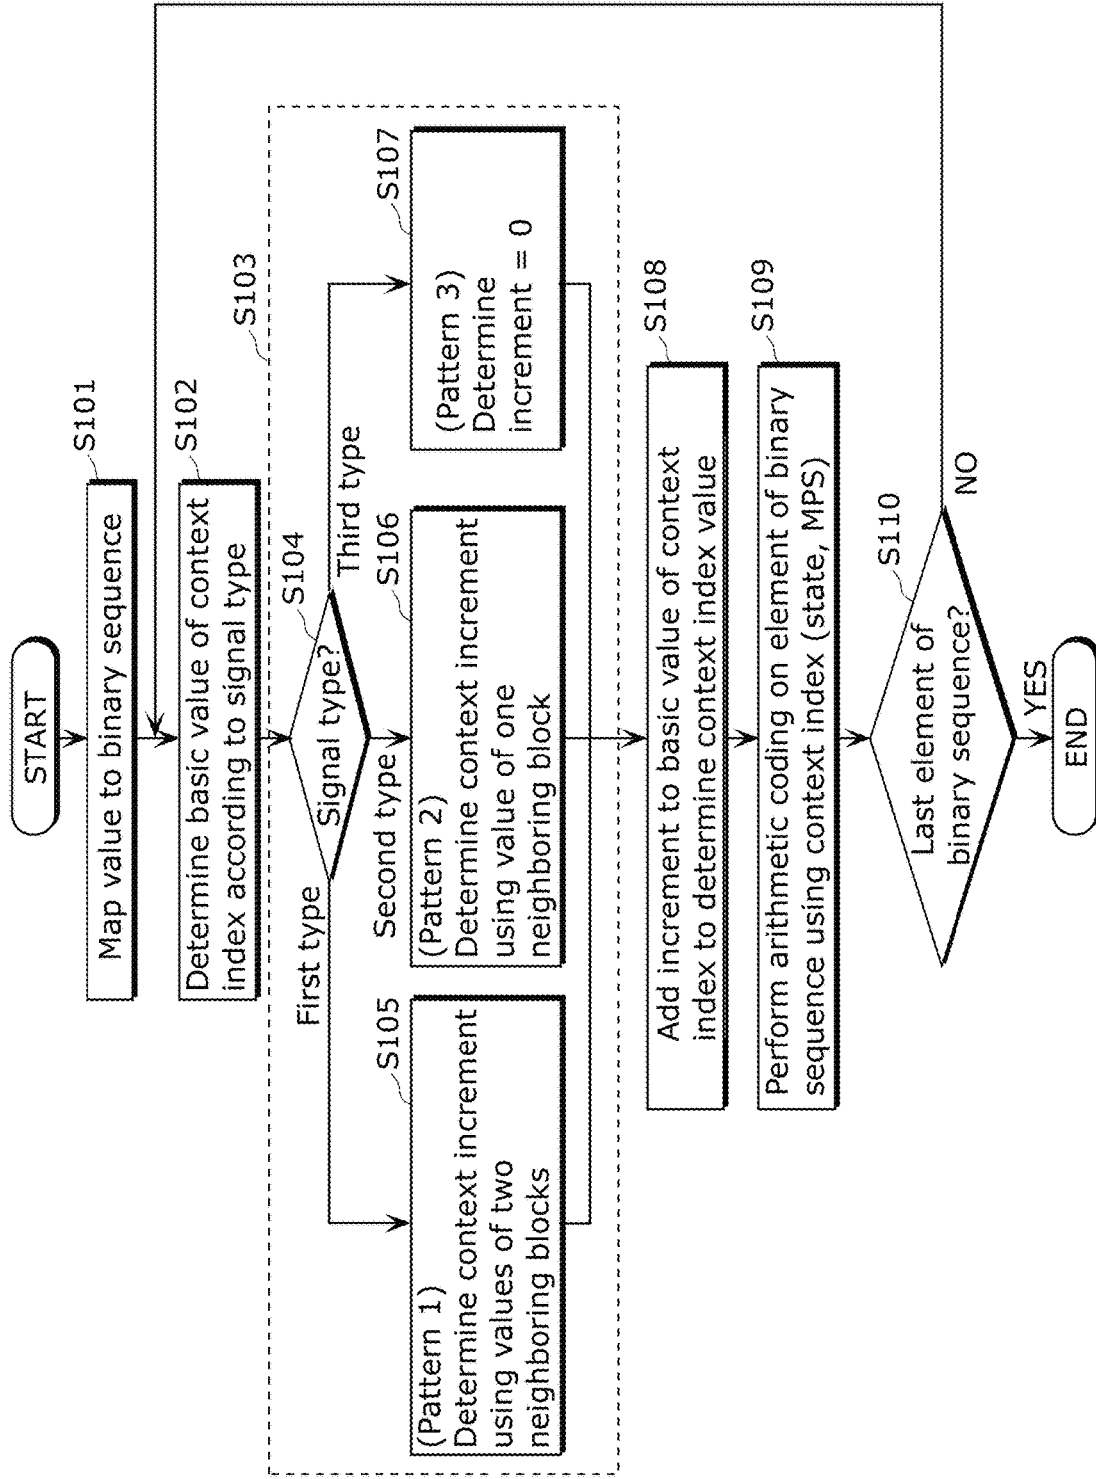 START
S101
Map value to binary sequence
S102
Determine basic value of context
index according to signal type
S103
S104
Signal type?
First type
Second type
Third type
S105
(Pattern 1)
Determine context increment
using values of two
neighboring blocks
S106
(Pattern 2)
Determine context increment
using value of one
neighboring block
S107
(Pattern 3)
Determine
increment = 0
S108
Add increment to basic value of context
index to determine context index value
S109
Perform arithmetic coding on element of binary
sequence using context index (state, MPS)
S110
Last element of
binary sequence?
NO
YES
END